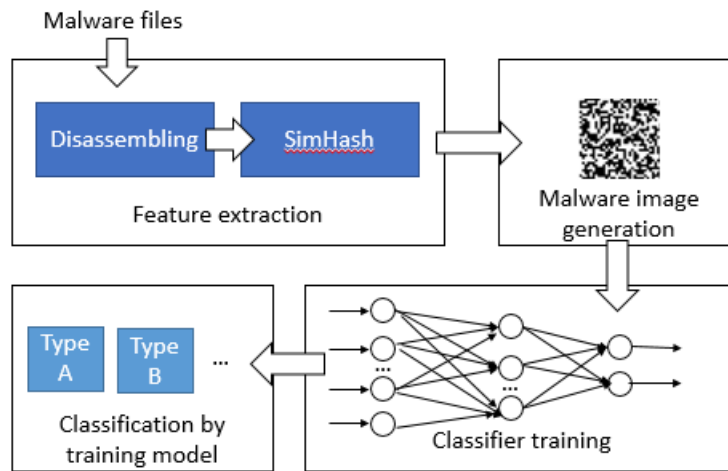 Malware files
Disassembling
SimHash
Feature extraction
Malware image
generation
Type
A
Type
B
...
Classification by
training model
...
...
Classifier training